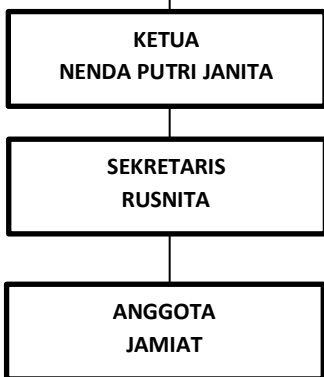 KETUA
NENDA PUTRI JANITA
SEKRETARIS
RUSNITA
ANGGOTA
JAMIAT